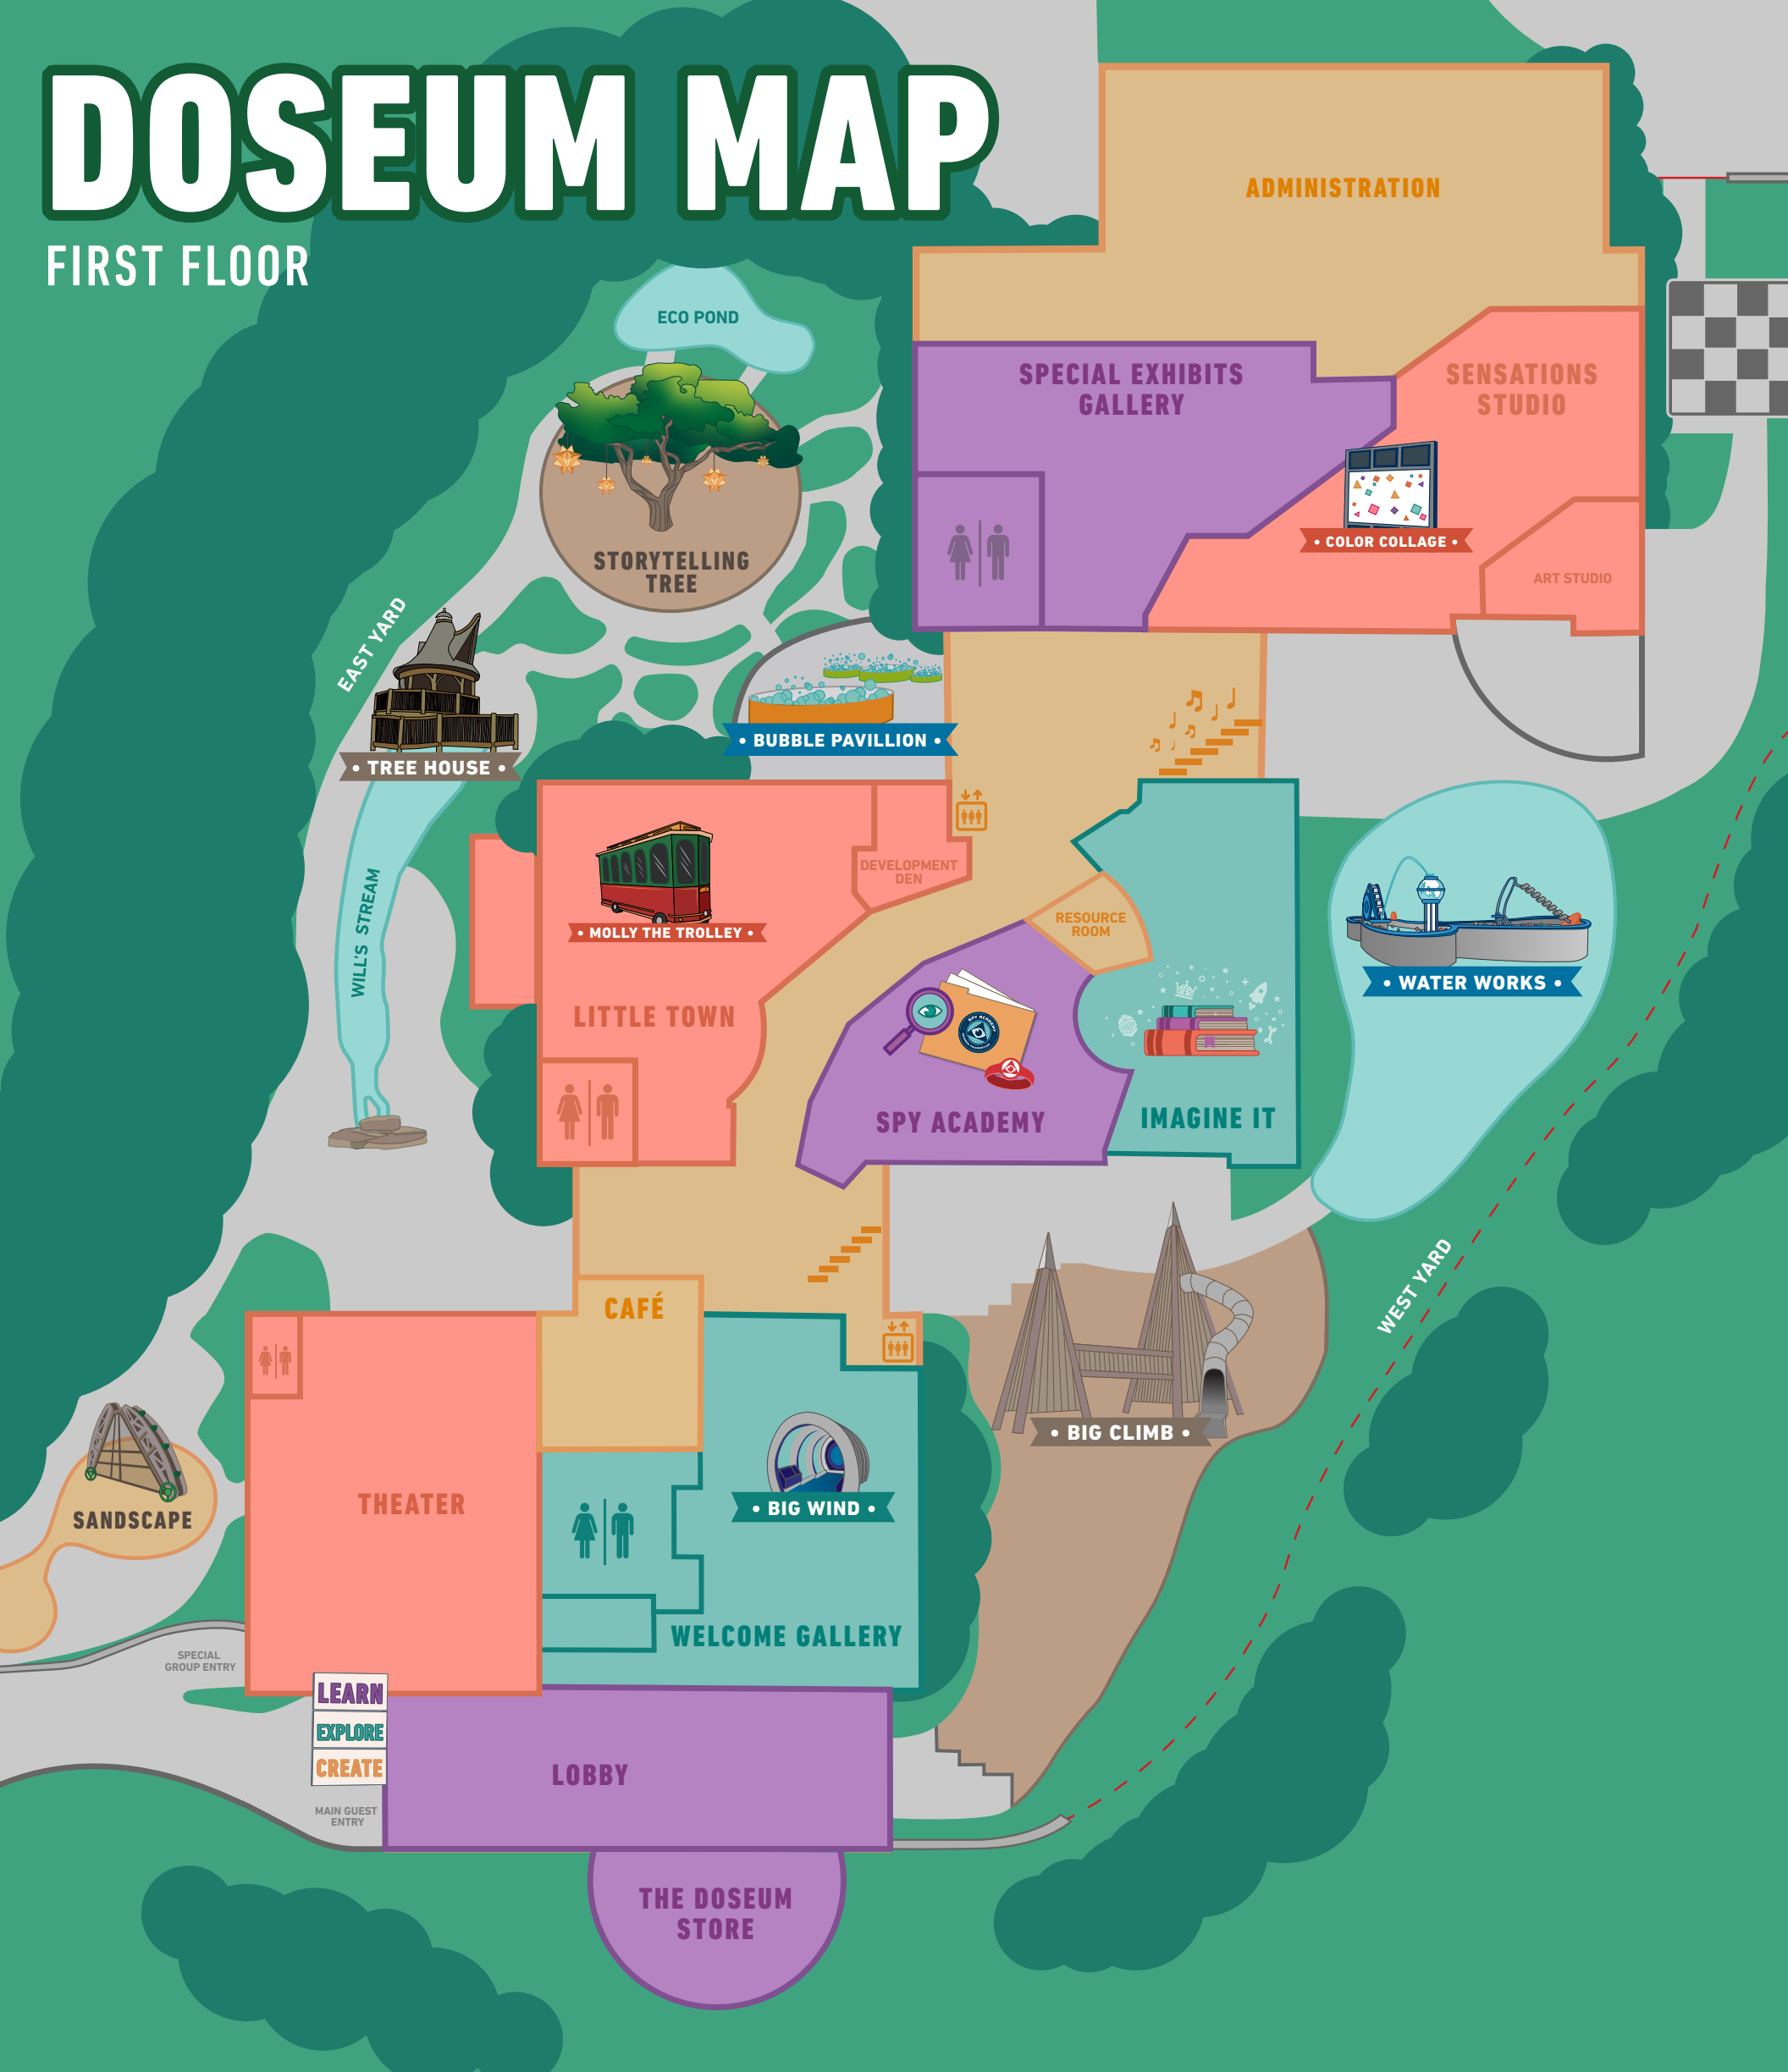 DOSEUM MAP
FIRST FLOOR
ADMINISTRATION
ECO POND
SPECIAL EXHIBITS
GALLERY
SENSATIONS
STUDIO
• COLOR COLLAGE •
ART STUDIO
STORYTELLING
TREE
EAST YARD
• TREE HOUSE •
• BUBBLE PAVILLION •
DEVELOPMENT
DEN
• MOLLY THE TROLLEY •
WILL'S STREAM
LITTLE TOWN
RESOURCE
ROOM
SPY ACADEMY
SPY ACADEMY
IMAGINE IT
• WATER WORKS •
WEST YARD
CAFÉ
• BIG CLIMB •
THEATER
• BIG WIND •
SANDSCAPE
WELCOME GALLERY
SPECIAL
GROUP ENTRY
LEARN
EXPLORE
CREATE
LOBBY
MAIN GUEST
ENTRY
THE DOSEUM
STORE